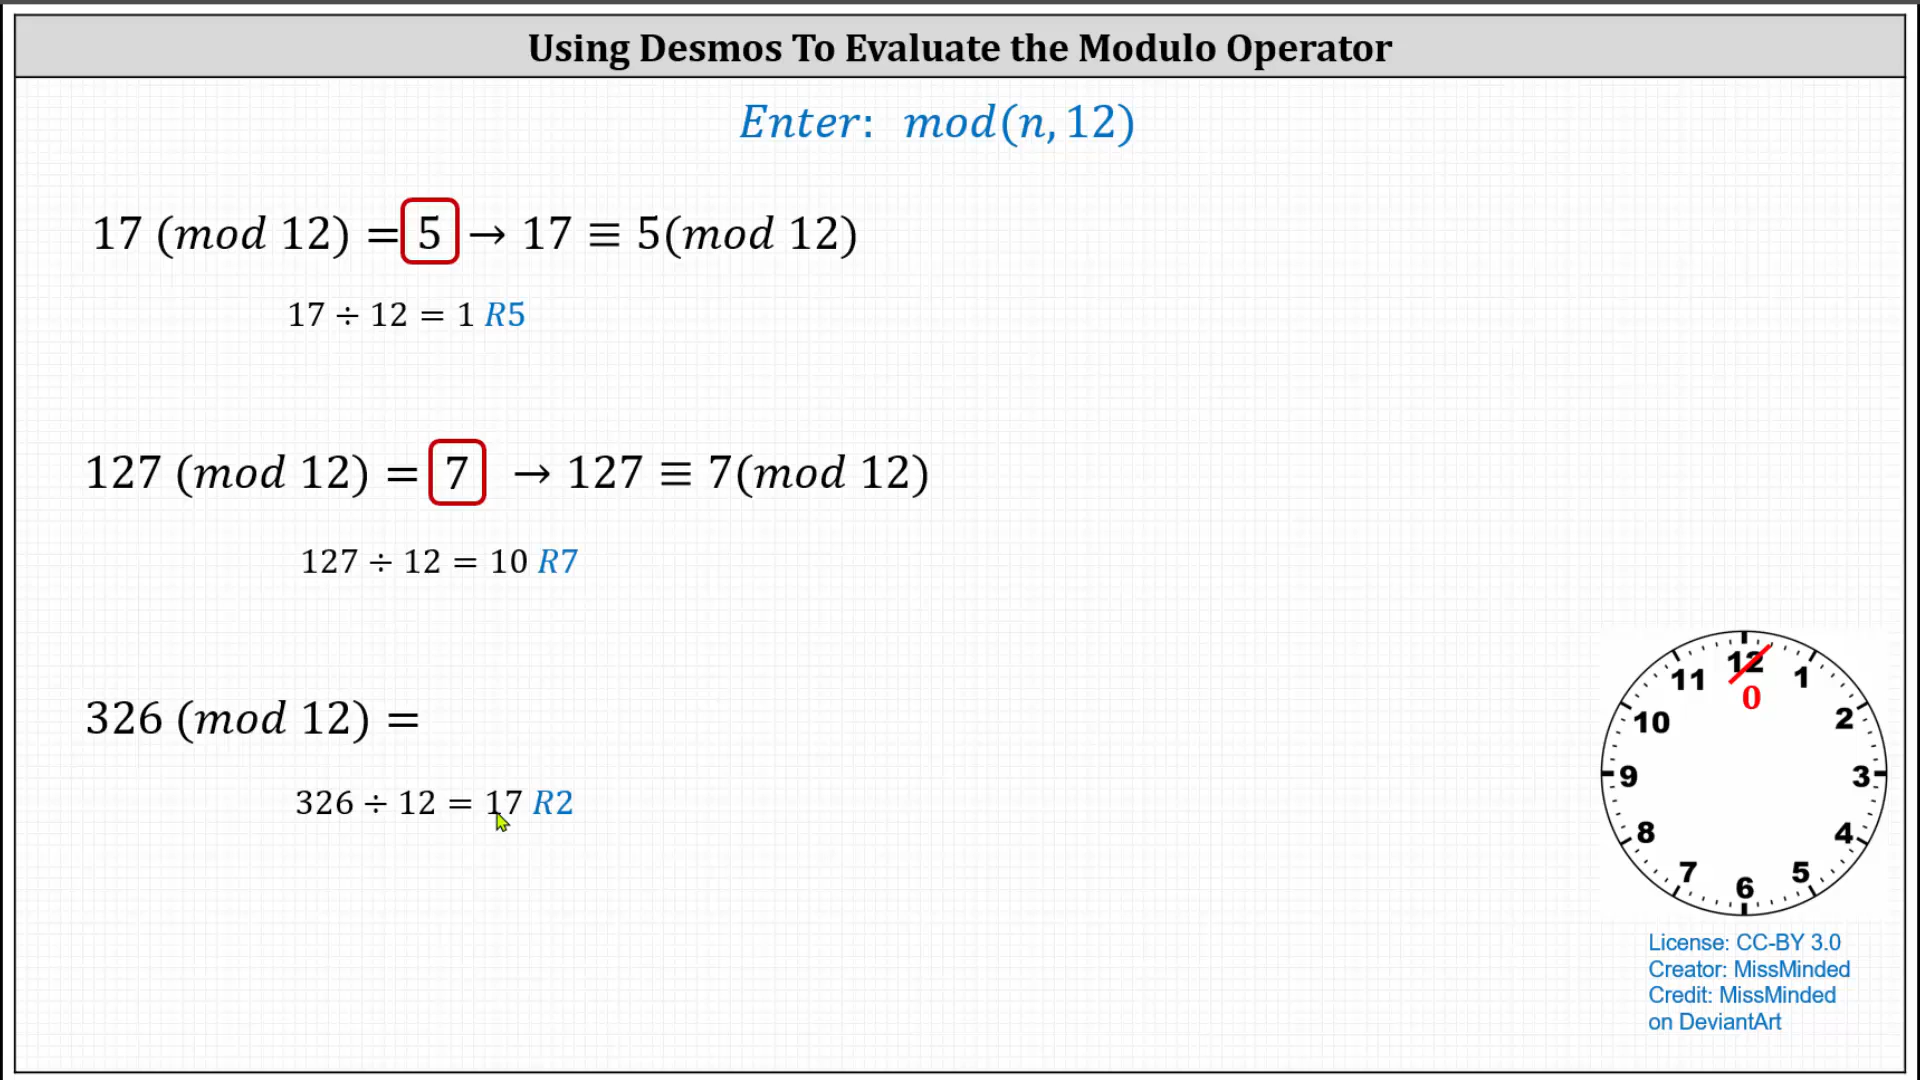 Using Desmos To Evaluate the Modulo Operator
Enter: mod(n, 12)
17 (mod 12) = 5 → 17 ≡ 5(mod 12)
17 ÷ 12 = 1 R5
127 (mod 12) = 7 → 127 ≡ 7(mod 12)
127 ÷ 12 = 10 R7
326 (mod 12) =
326 ÷ 12 = 17 R2
12
0
1
2
3
4
5
6
7
8
9
10
11
License: CC-BY 3.0
Creator: MissMinded
Credit: MissMinded
on DeviantArt